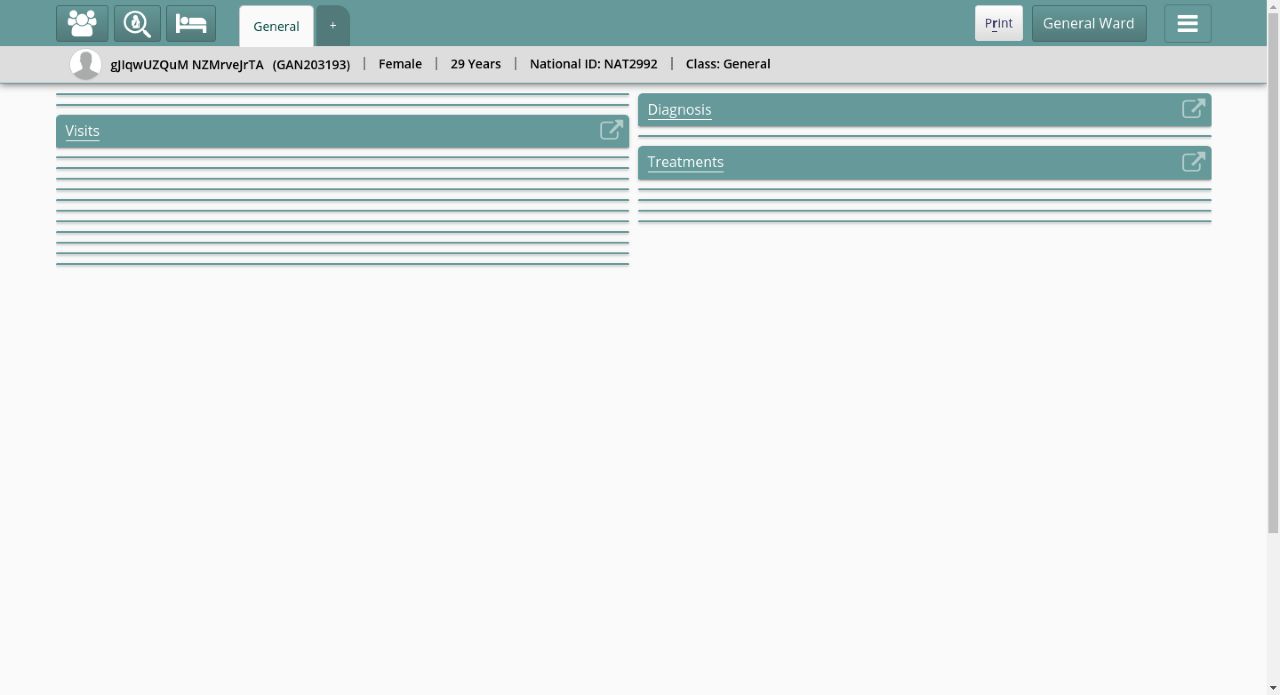 General
+
Print
General Ward
gJIqwUZQuM NZMrveJrTA (GAN203193) | Female | 29 Years | National ID: NAT2992 | Class: General
Visits
Diagnosis
Treatments